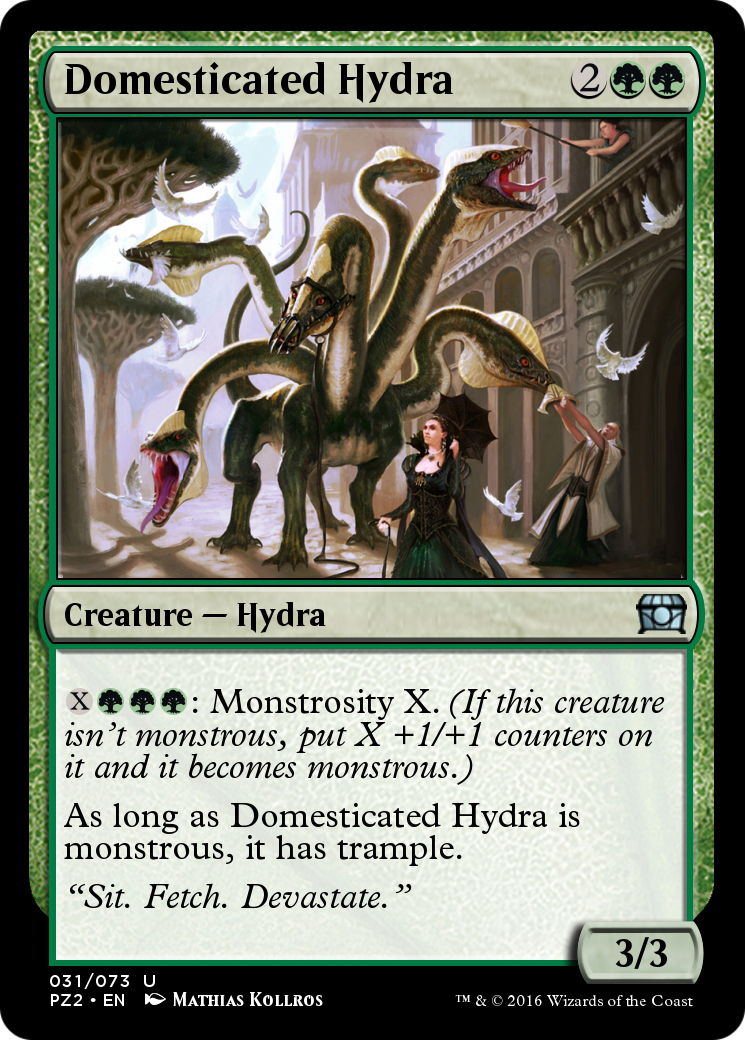 Domesticated Hydra 2
Creature — Hydra
X: Monstrosity X. (If this creature
isn't monstrous, put X +1/+1 counters on
it and it becomes monstrous.)
As long as Domesticated Hydra is
monstrous, it has trample.
“Sit. Fetch. Devastate.”
3/3
031/073 U
PZ2 • EN Mathias Kollros
™ & © 2016 Wizards of the Coast